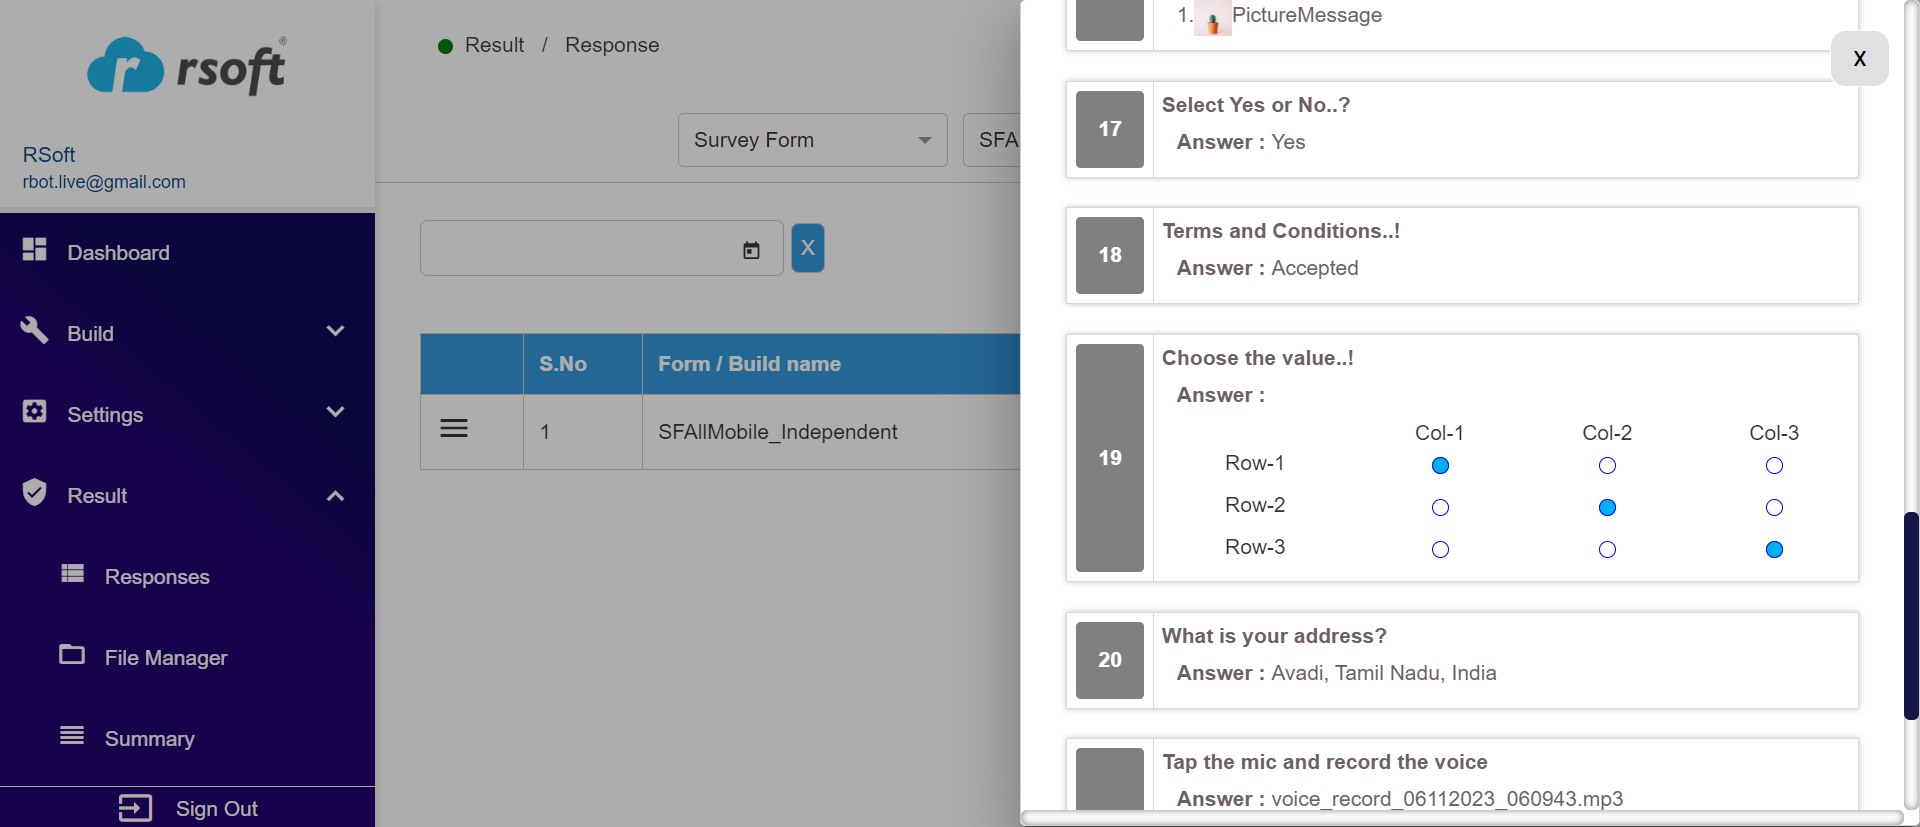 rsoft®
RSoft
rbot.live@gmail.com
Dashboard
Build
Settings
Result
Responses
File Manager
Summary
Sign Out
Result / Response
Survey Form
SFA
X
S.No
Form / Build name
1
SFAllMobile_Independent
X
1. PictureMessage
17
Select Yes or No..?
Answer : Yes
18
Terms and Conditions..!
Answer : Accepted
19
Choose the value..!
Answer :
Col-1 Col-2 Col-3
Row-1
Row-2
Row-3
20
What is your address?
Answer : Avadi, Tamil Nadu, India
Tap the mic and record the voice
Answer : voice_record_06112023_060943.mp3